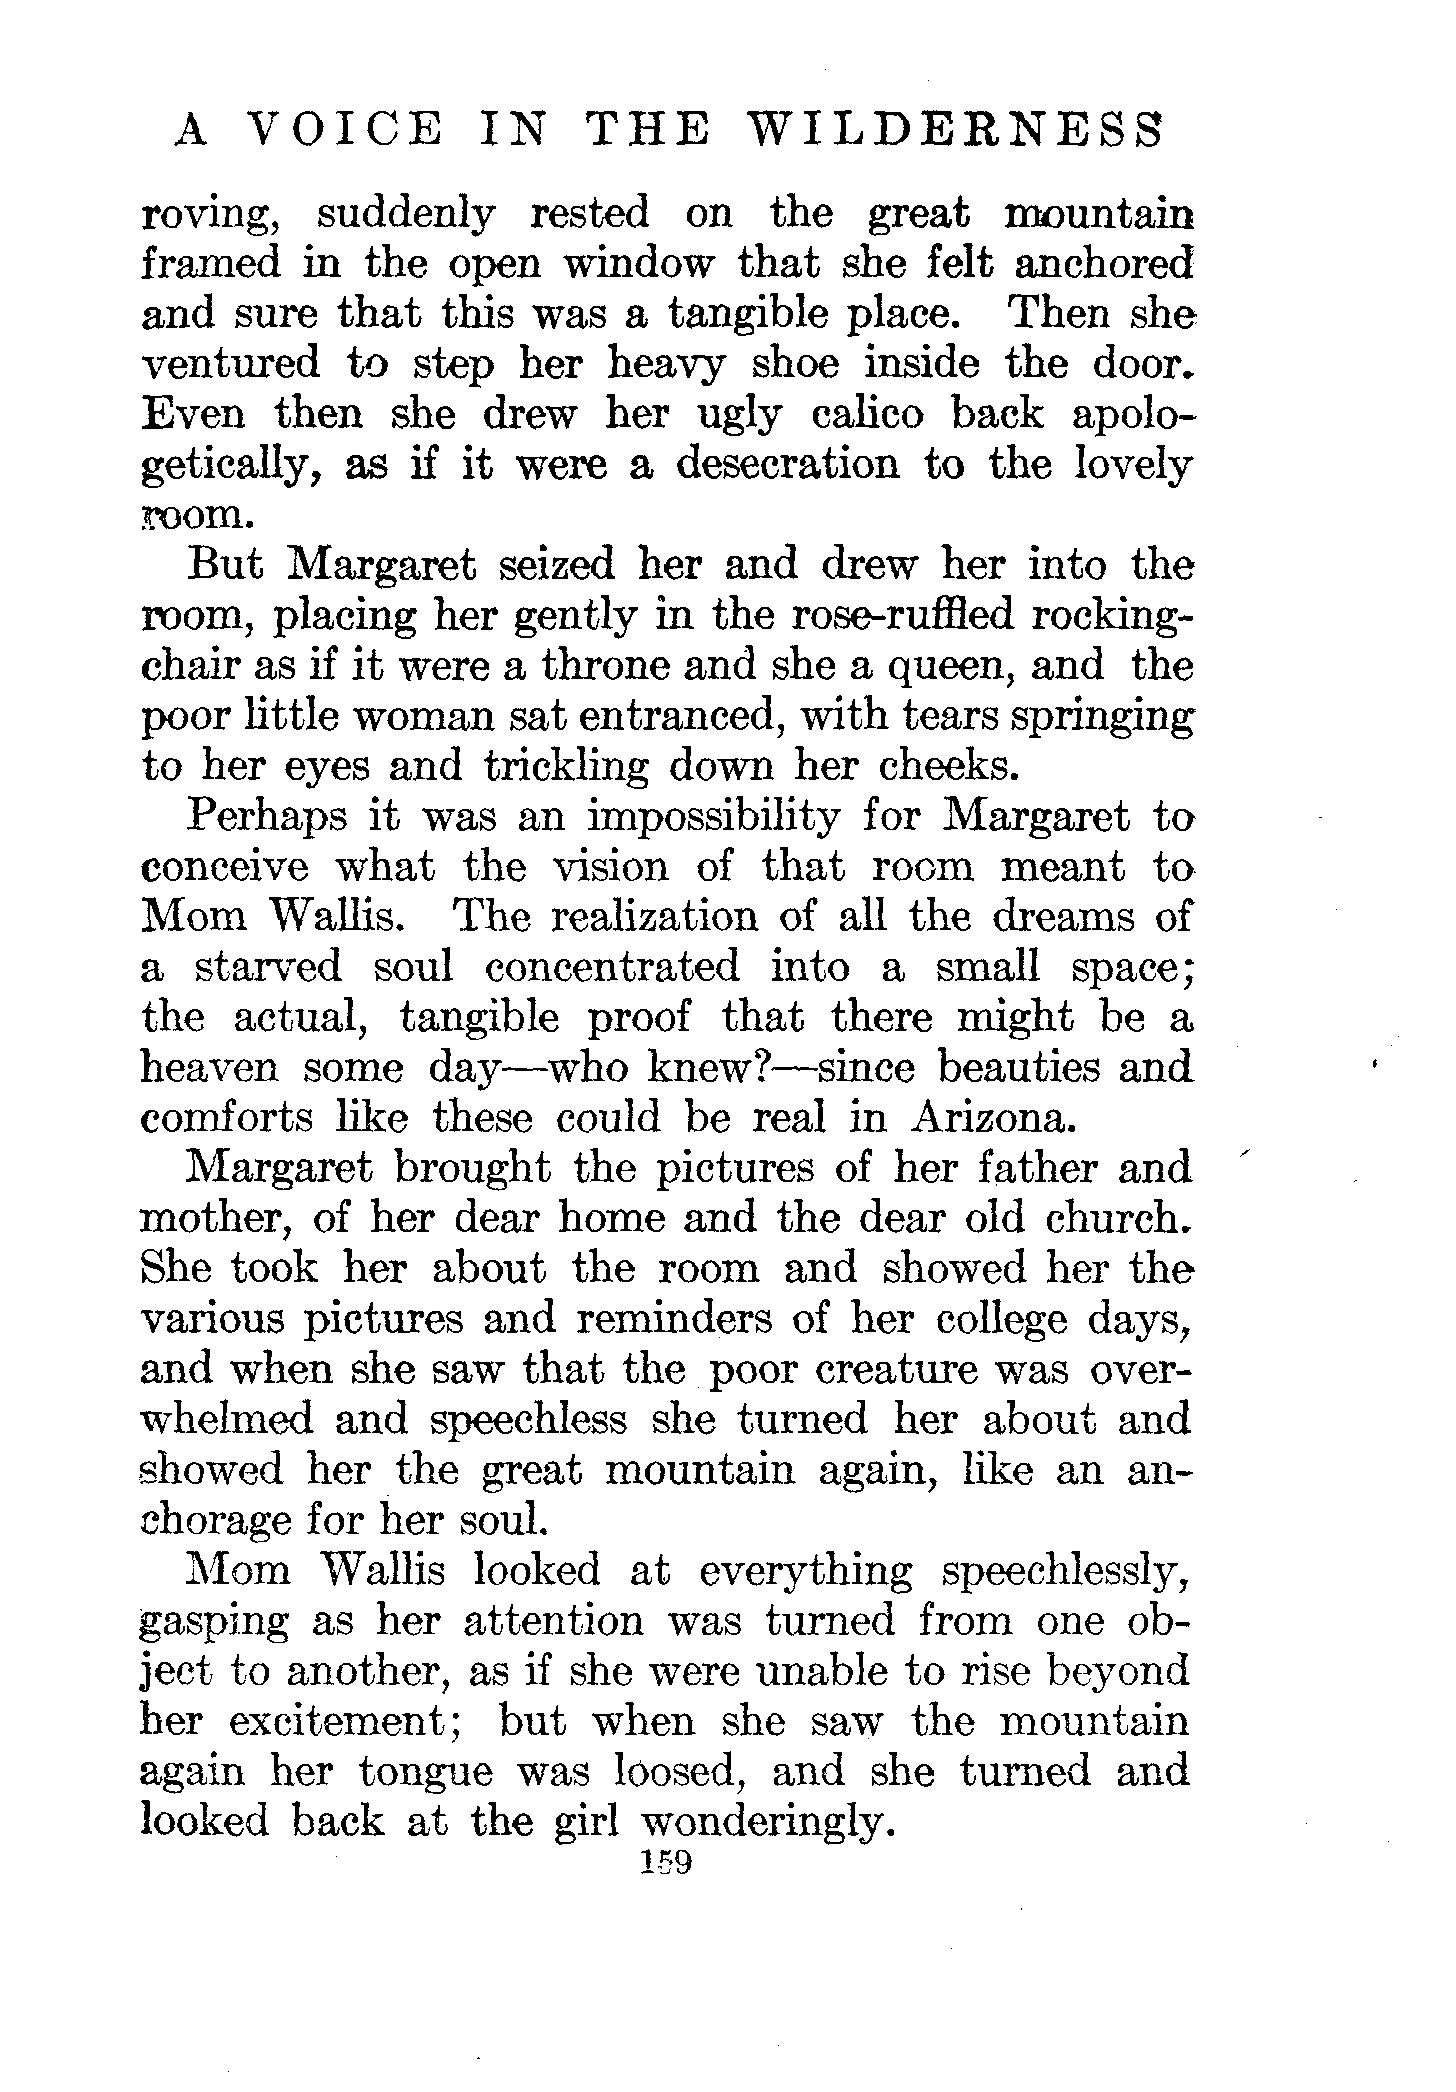 A VOICE IN THE WILDERNESS
roving, suddenly rested on the great mountain
framed in the open window that she felt anchored
and sure that this was a tangible place. Then she
ventured to step her heavy shoe inside the door.
Even then she drew her ugly calico back apolo-
getically, as if it were a desecration to the lovely
room.
But Margaret seized her and drew her into the
room, placing her gently in the rose-ruffled rocking-
chair as if it were a throne and she a queen, and the
poor little woman sat entranced, with tears springing
to her eyes and trickling down her cheeks.
Perhaps it was an impossibility for Margaret to
conceive what the vision of that room meant to
Mom Wallis. The realization of all the dreams of
a starved soul concentrated into a small space;
the actual, tangible proof that there might be a
heaven some day—who knew?—since beauties and
comforts like these could be real in Arizona.
Margaret brought the pictures of her father and
mother, of her dear home and the dear old church.
She took her about the room and showed her the
various pictures and reminders of her college days,
and when she saw that the poor creature was over-
whelmed and speechless she turned her about and
showed her the great mountain again, like an an-
chorage for her soul.
Mom Wallis looked at everything speechlessly,
gasping as her attention was turned from one ob-
ject to another, as if she were unable to rise beyond
her excitement; but when she saw the mountain
again her tongue was loosed, and she turned and
looked back at the girl wonderingly.
159